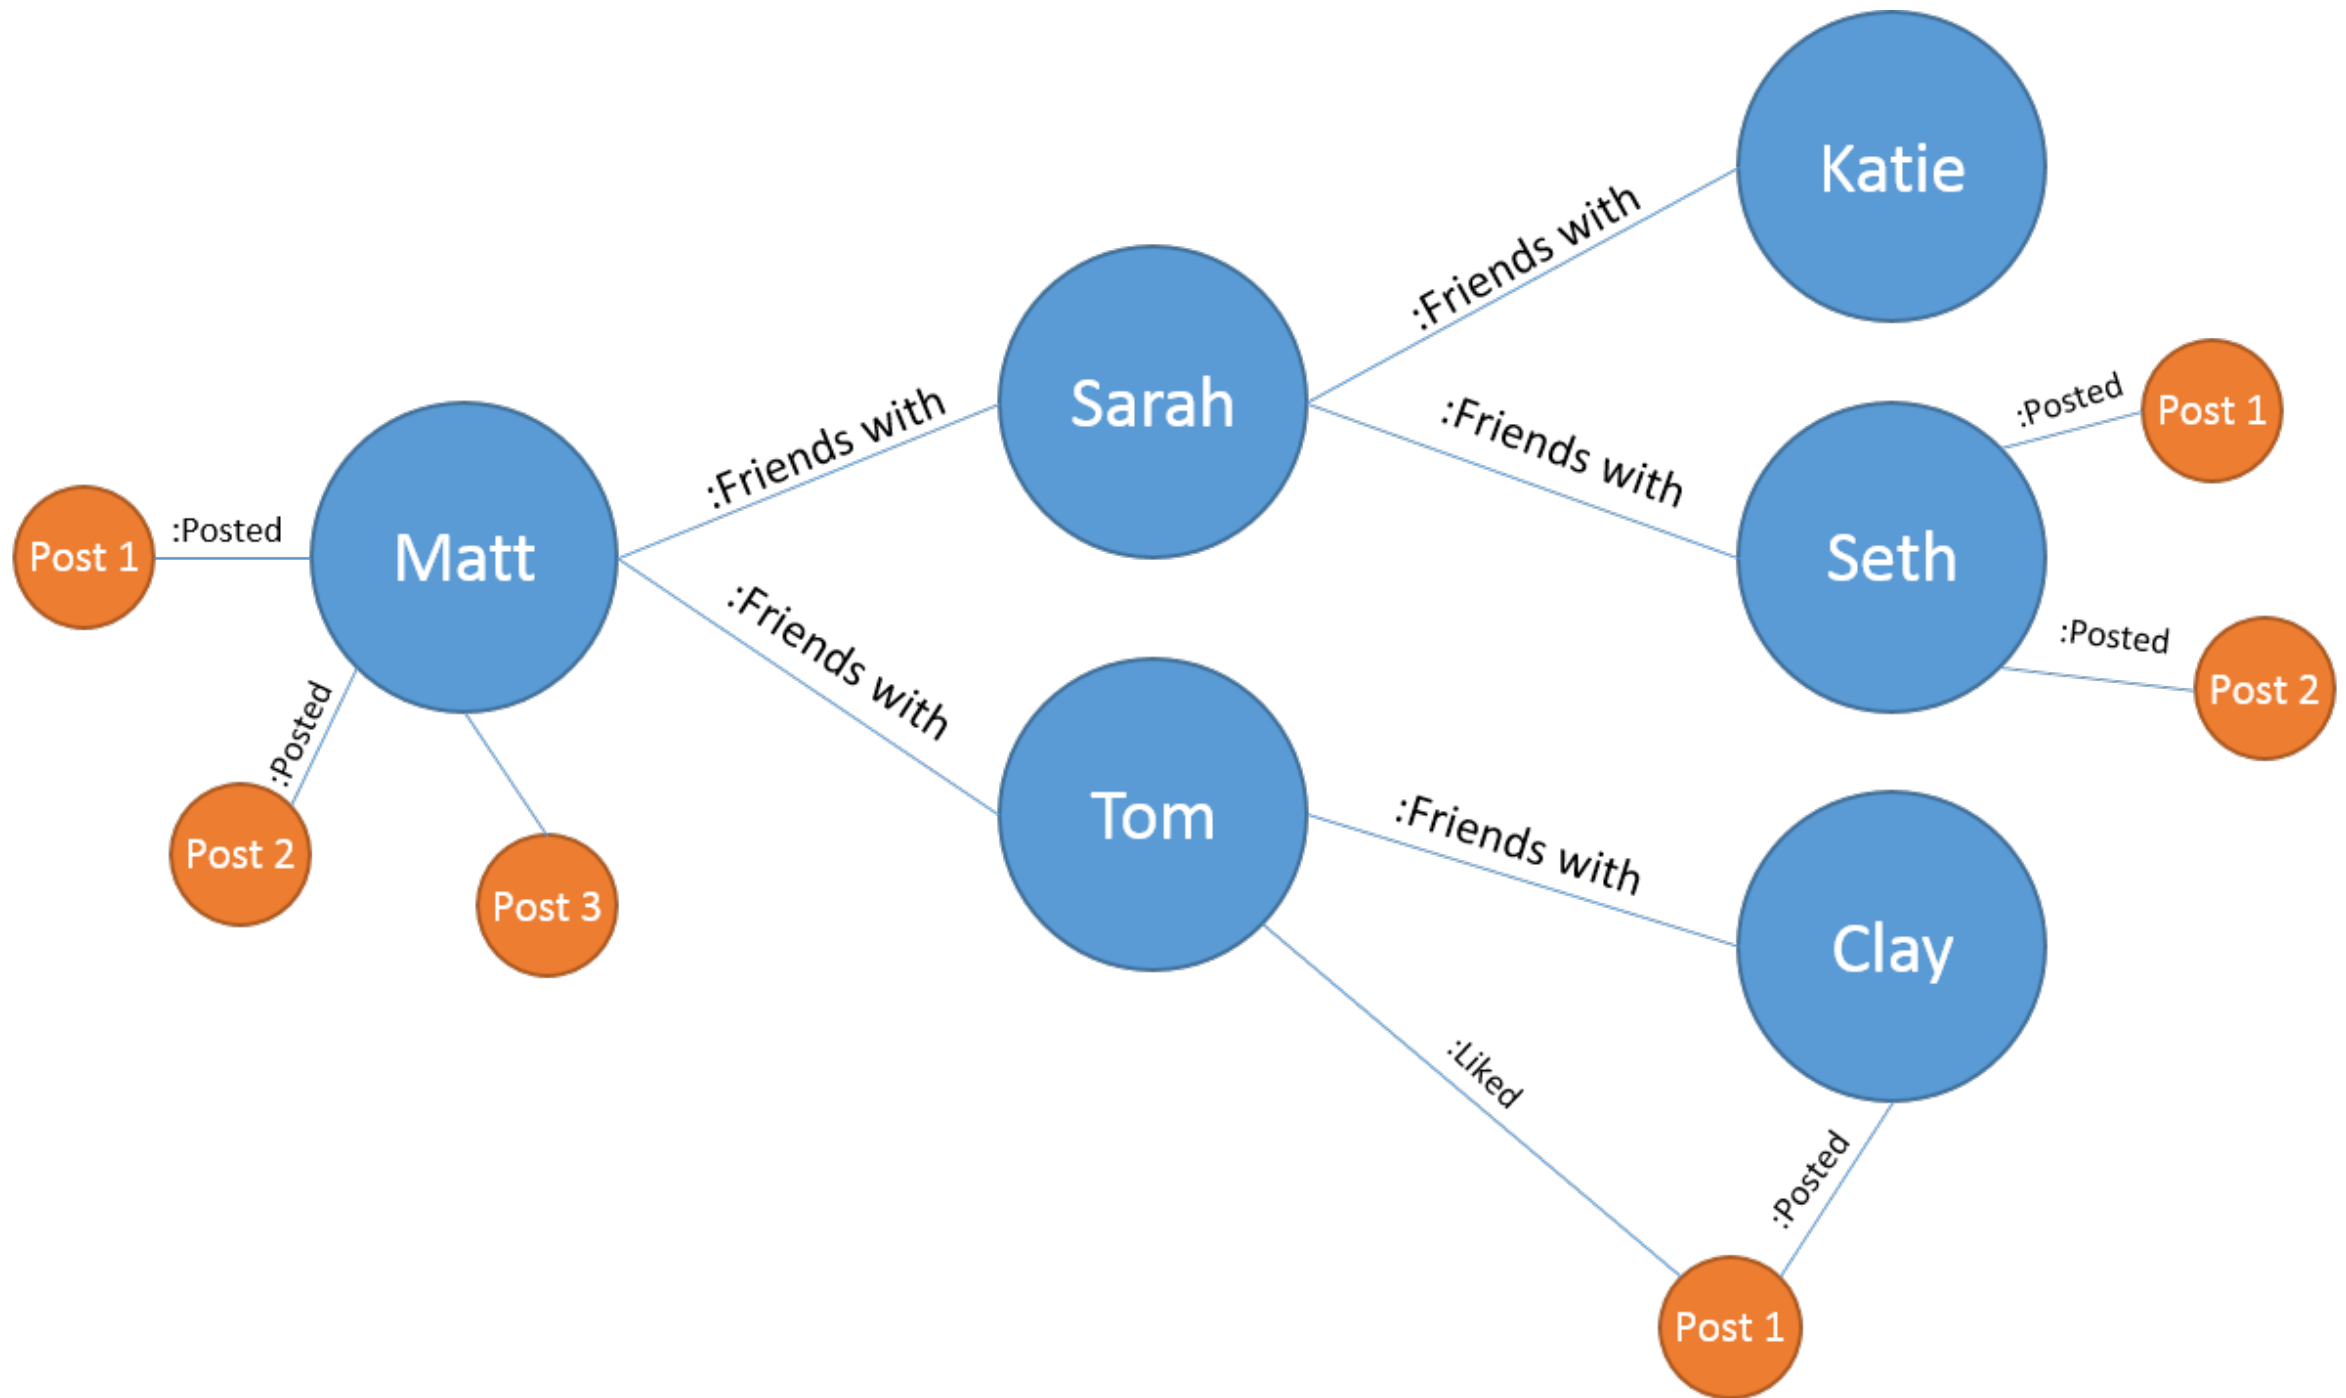 Katie
:Friends with
Sarah
:Friends with
:Friends with
:Posted
Post 1
Seth
Matt
:Posted
Post 1
:Posted
Post 2
:Friends with
:Posted
Post 2
Post 3
Tom
:Friends with
Clay
:Liked
:Posted
Post 1